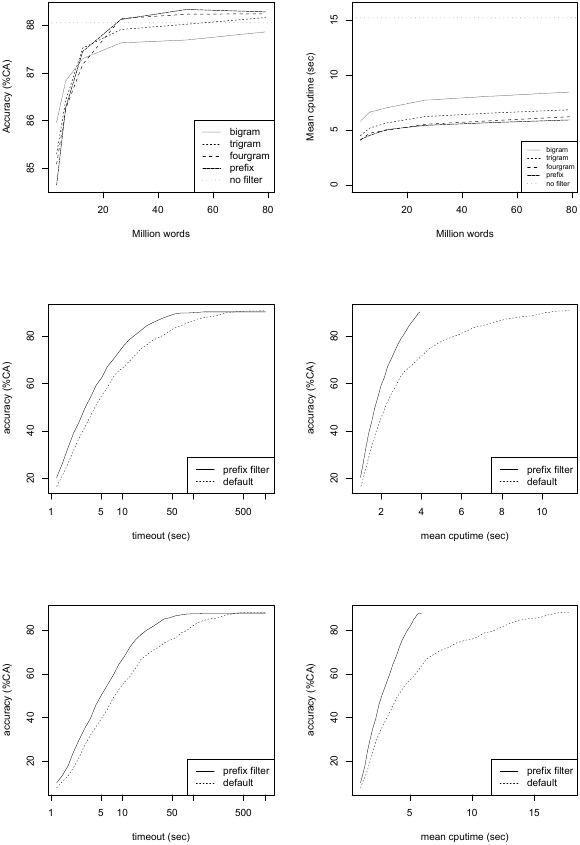 Accuracy (%CA)
88
87
86
85
20
40
60
80
Million words
bigram
trigram
fourgram
prefix
no filter
Mean cputime (sec)
15
10
5
0
20
40
60
80
Million words
bigram
trigram
fourgram
prefix
no filter
accuracy (%CA)
80
60
40
20
1
5
10
50
500
timeout (sec)
prefix filter
default
accuracy (%CA)
80
60
40
20
2
4
6
8
10
mean cputime (sec)
prefix filter
default
accuracy (%CA)
80
60
40
20
1
5
10
50
500
timeout (sec)
prefix filter
default
accuracy (%CA)
80
60
40
20
5
10
15
mean cputime (sec)
prefix filter
default